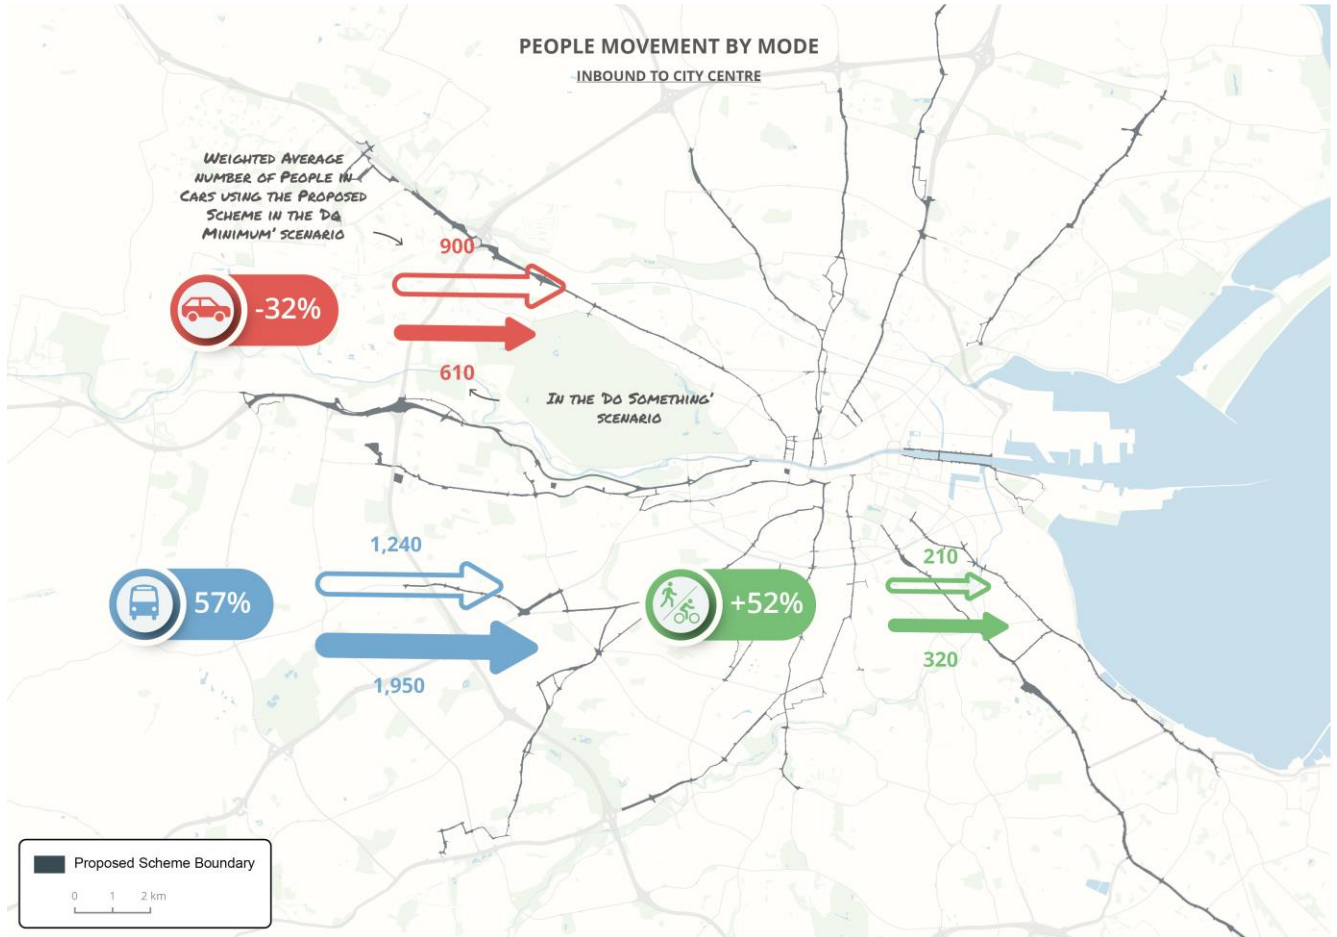 PEOPLE MOVEMENT BY MODE
INBOUND TO CITY CENTRE
WEIGHTED AVERAGE
NUMBER OF PEOPLE IN
CARS USING THE PROPOSED
SCHEME IN THE 'DO
MINIMUM' SCENARIO
900
-32%
610
IN THE 'DO SOMETHING'
SCENARIO
1,240
57%
1,950
210
+52%
320
Proposed Scheme Boundary
0 1 2 km